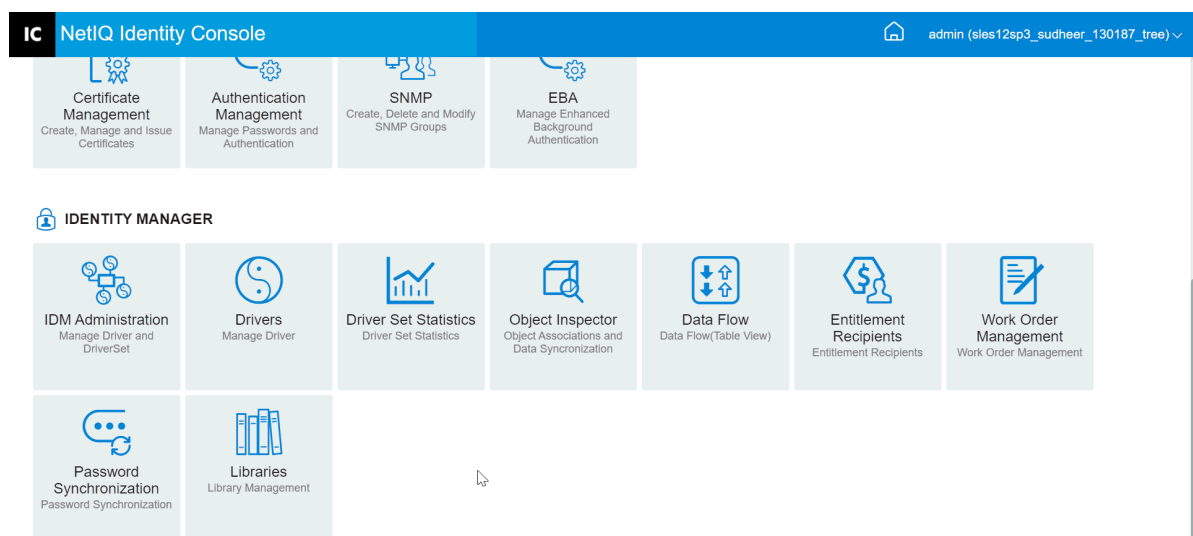 IC NetIQ Identity Console admin (sles12sp3_sudheer_130187_tree)
Certificate
Management
Create, Manage and Issue
Certificates
Authentication
Management
Manage Passwords and
Authentication
SNMP
Create, Delete and Modify
SNMP Groups
EBA
Manage Enhanced
Background
Authentication
IDENTITY MANAGER
IDM Administration
Manage Driver and
DriverSet
Drivers
Manage Driver
Driver Set Statistics
Driver Set Statistics
Object Inspector
Object Associations and
Data Syncronization
Data Flow
Data Flow(Table View)
Entitlement
Recipients
Entitlement Recipients
Work Order
Management
Work Order Management
Password
Synchronization
Password Synchronization
Libraries
Library Management